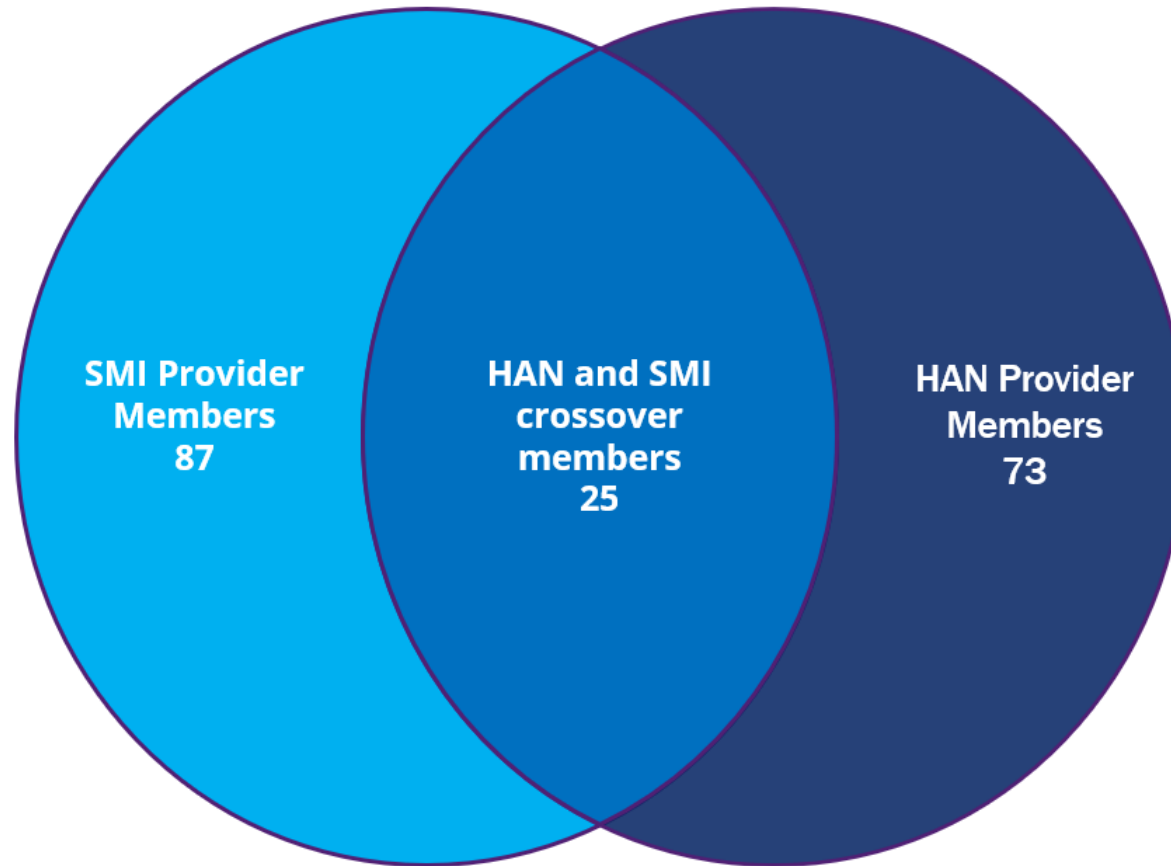 SMI Provider
Members
87
HAN and SMI
crossover
members
25
HAN Provider
Members
73